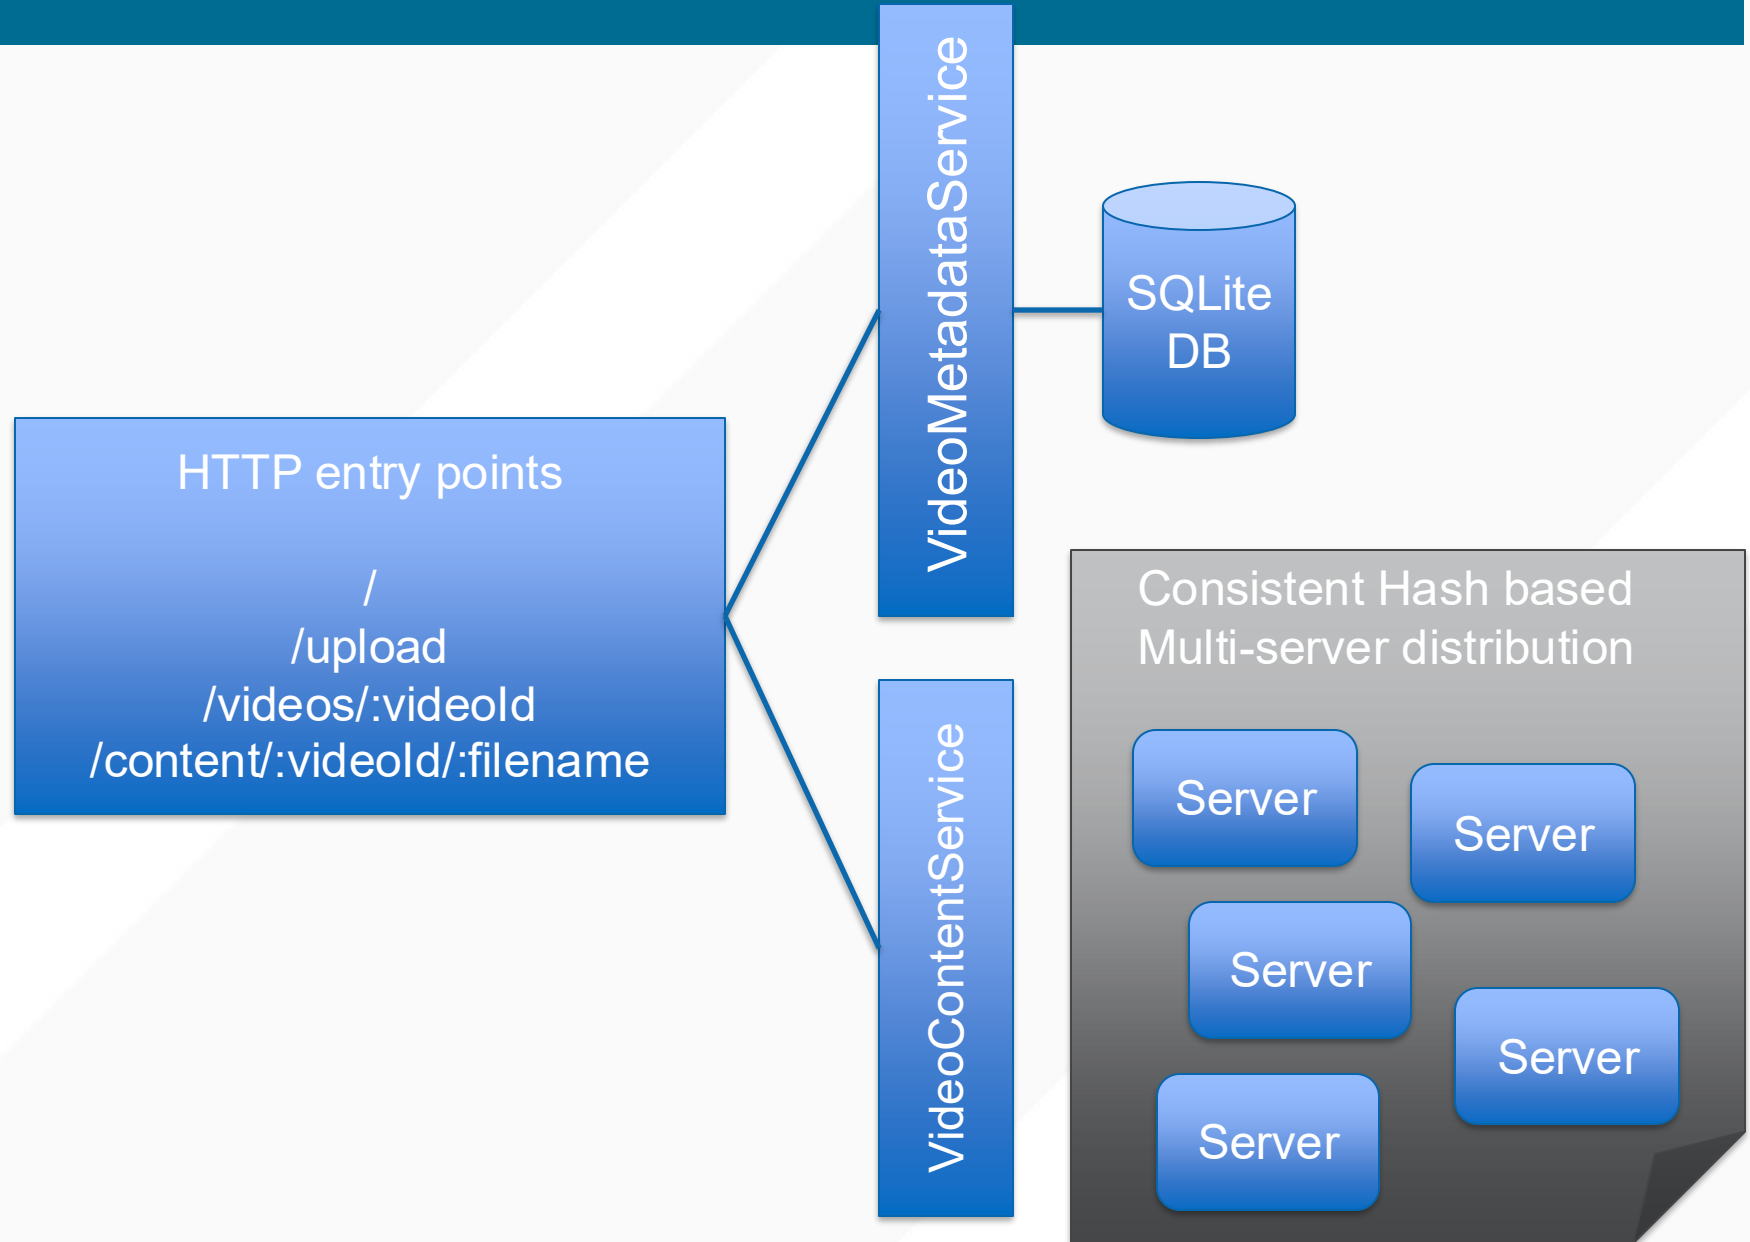 HTTP entry points
/
/upload
/videos/:videoId
/content/:videoId/:filename
VideoMetadataService
SQLite
DB
VideoContentService
Consistent Hash based
Multi-server distribution
Server
Server
Server
Server
Server